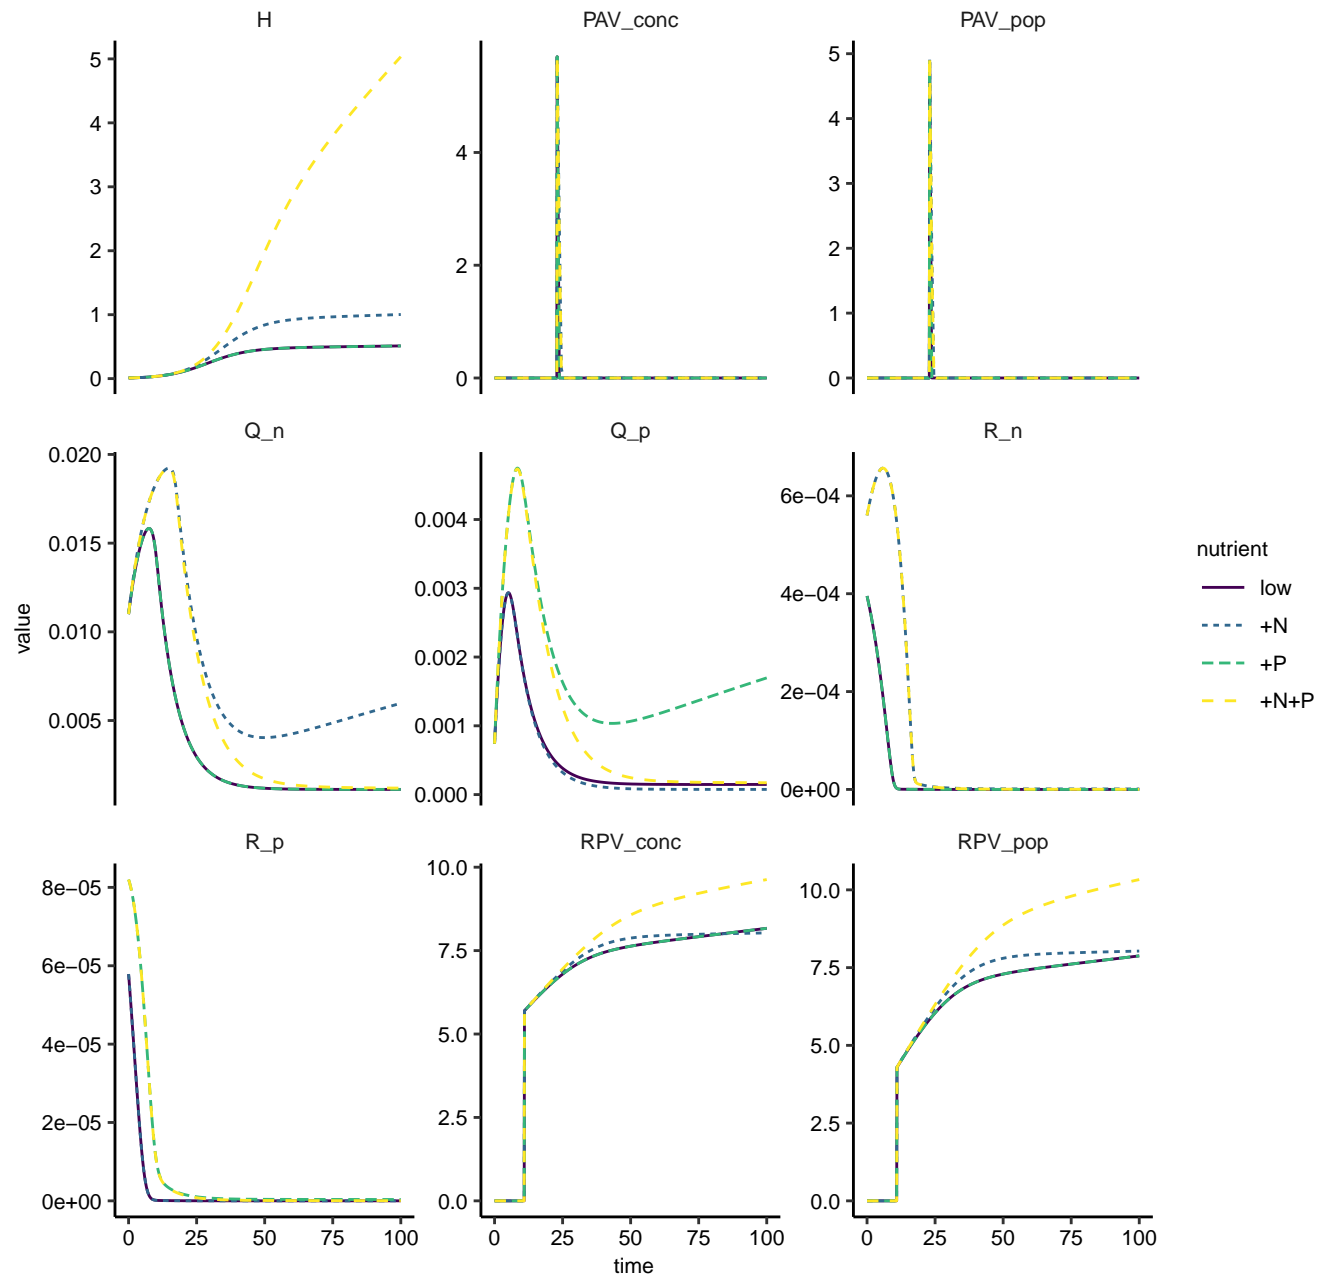 H
PAV_conc
PAV_pop
5
4
3
2
1
0
4
2
0
5
4
3
2
1
0
Q_n
Q_p
R_n
0.020
0.015
0.010
0.005
0.004
0.003
0.002
0.001
0.000
6e−04
4e−04
2e−04
0e+00
R_p
RPV_conc
RPV_pop
8e−05
6e−05
4e−05
2e−05
0e+00
10.0
7.5
5.0
2.5
0.0
10.0
7.5
5.0
2.5
0.0
0 25 50 75 100
0 25 50 75 100
0 25 50 75 100
time
value
nutrient
low
+N
+P
+N+P